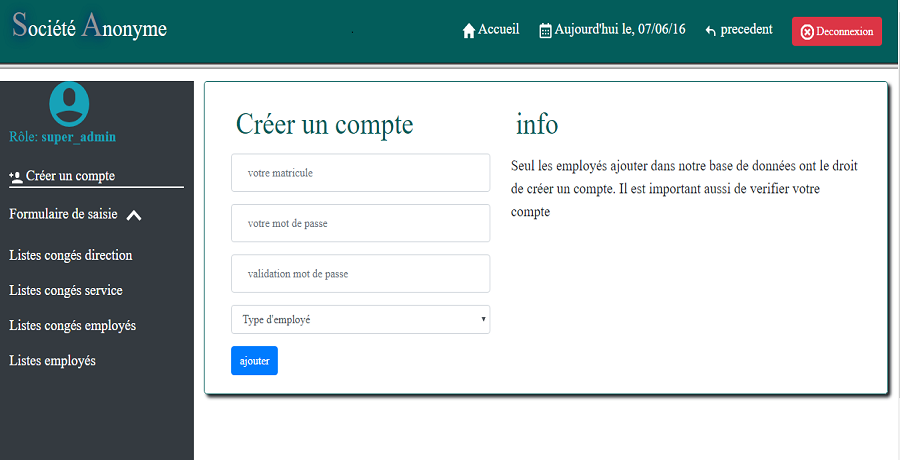 Société Anonyme
Accueil
Aujourd'hui le, 07/06/16
precedent
Deconnexion
Rôle: super_admin
Créer un compte
Formulaire de saisie
Listes congés direction
Listes congés service
Listes congés employés
Listes employés
Créer un compte
votre matricule
votre mot de passe
validation mot de passe
Type d'employé
ajouter
info
Seul les employés ajouter dans notre base de données ont le droit
de créer un compte. Il est important aussi de verifier votre
compte